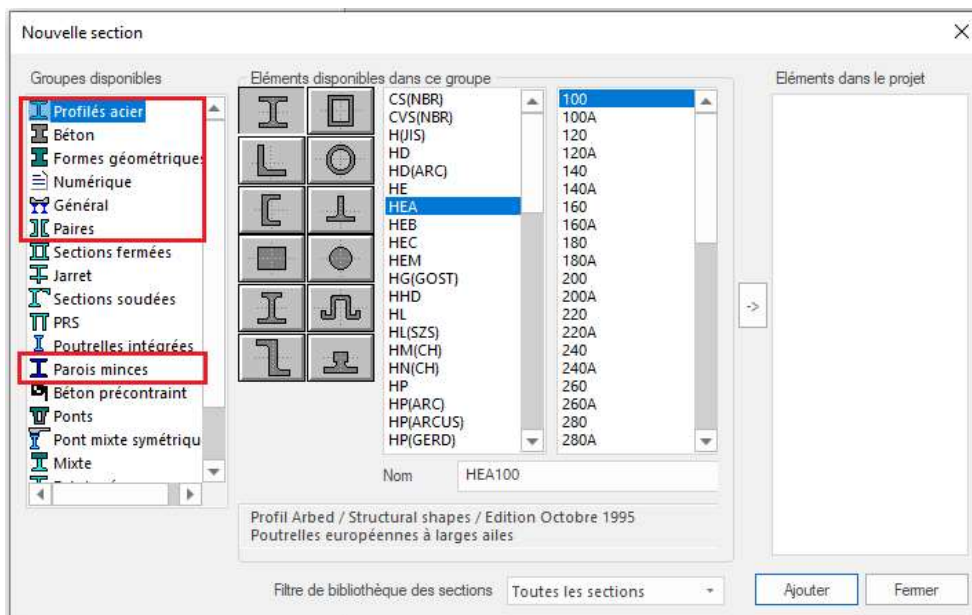 Nouvelle section
Groupes disponibles
Profilés acier
Béton
Formes géométriques
Numérique
Général
Paires
Sections fermées
Jarret
Sections soudées
PRS
Poutrelles intégrées
Parois minces
Béton précontraint
Ponts
Pont mixte symétriqu
Mixte
Eléments disponibles dans ce groupe
CS(NBR)
CVS(NBR)
H(JIS)
HD
HD(ARC)
HE
HEA
HEB
HEC
HEM
HG(GOST)
HHD
HL
HL(SZS)
HM(CH)
HN(CH)
HP
HP(ARC)
HP(ARCUS)
HP(GERD)
100
100A
120
120A
140
140A
160
160A
180
180A
200
200A
220
220A
240
240A
260
260A
280
280A
Nom HEA100
Profil Arbed / Structural shapes / Edition Octobre 1995
Poutrelles européennes à larges ailes
Filtre de bibliothèque des sections Toutes les sections
Eléments dans le projet
->
Ajouter Fermer